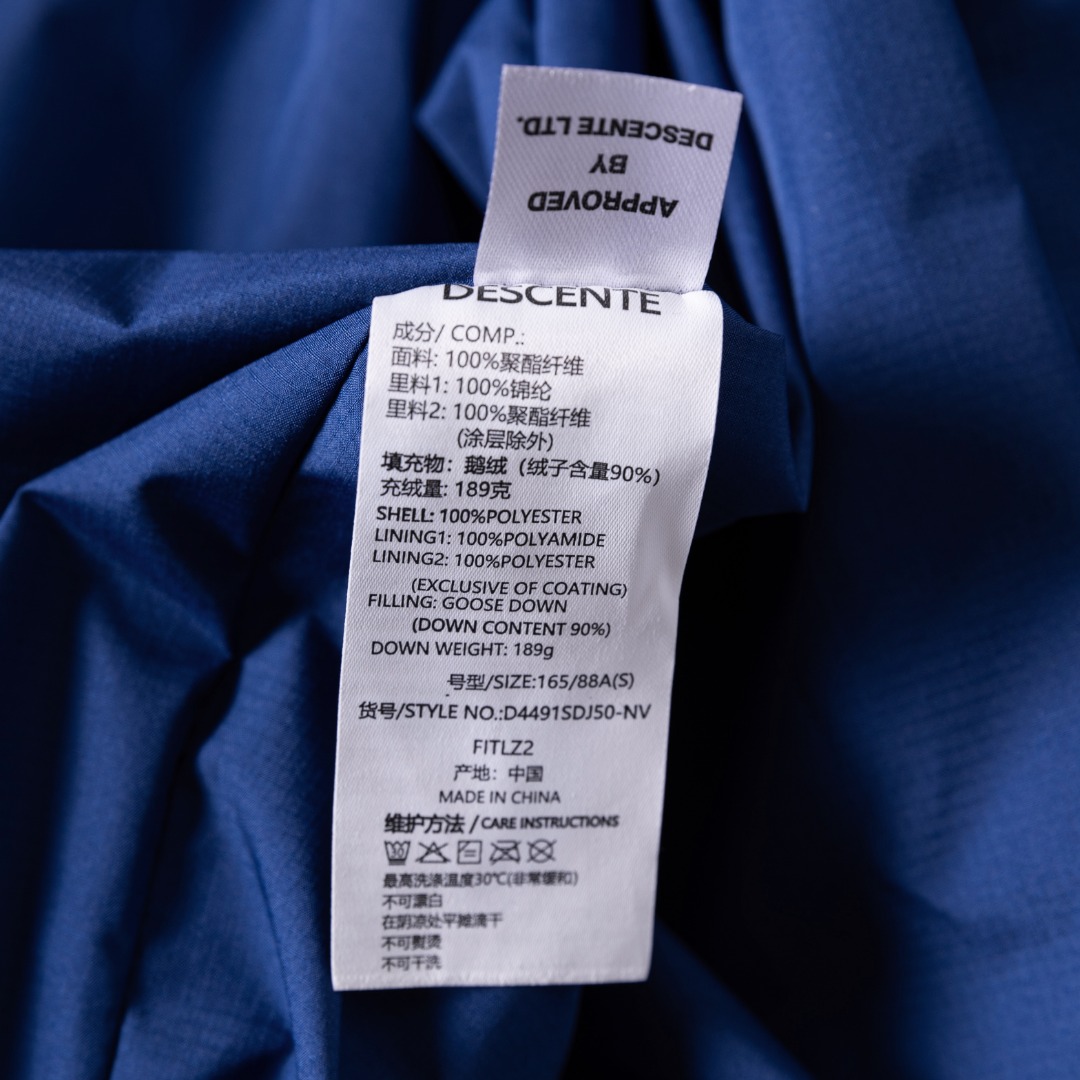 APPROVED
BY
DESCENTE LTD.
DESCENTE
成分/ COMP.:
面料: 100%聚酯纤维
里料1: 100%锦纶
里料2: 100%聚酯纤维
(涂层除外)
填充物：鹅绒（绒子含量90%）
充绒量: 189克
SHELL: 100%POLYESTER
LINING1: 100%POLYAMIDE
LINING2: 100%POLYESTER
(EXCLUSIVE OF COATING)
FILLING: GOOSE DOWN
(DOWN CONTENT 90%)
DOWN WEIGHT: 189g
号型/SIZE:165/88A(S)
货号/STYLE NO.:D4491SDJ50-NV
FITLZ2
产地：中国
MADE IN CHINA
维护方法 / CARE INSTRUCTIONS
30
最高洗涤温度30℃(非常缓和)
不可漂白
在阴凉处平摊滴干
不可熨烫
不可干洗